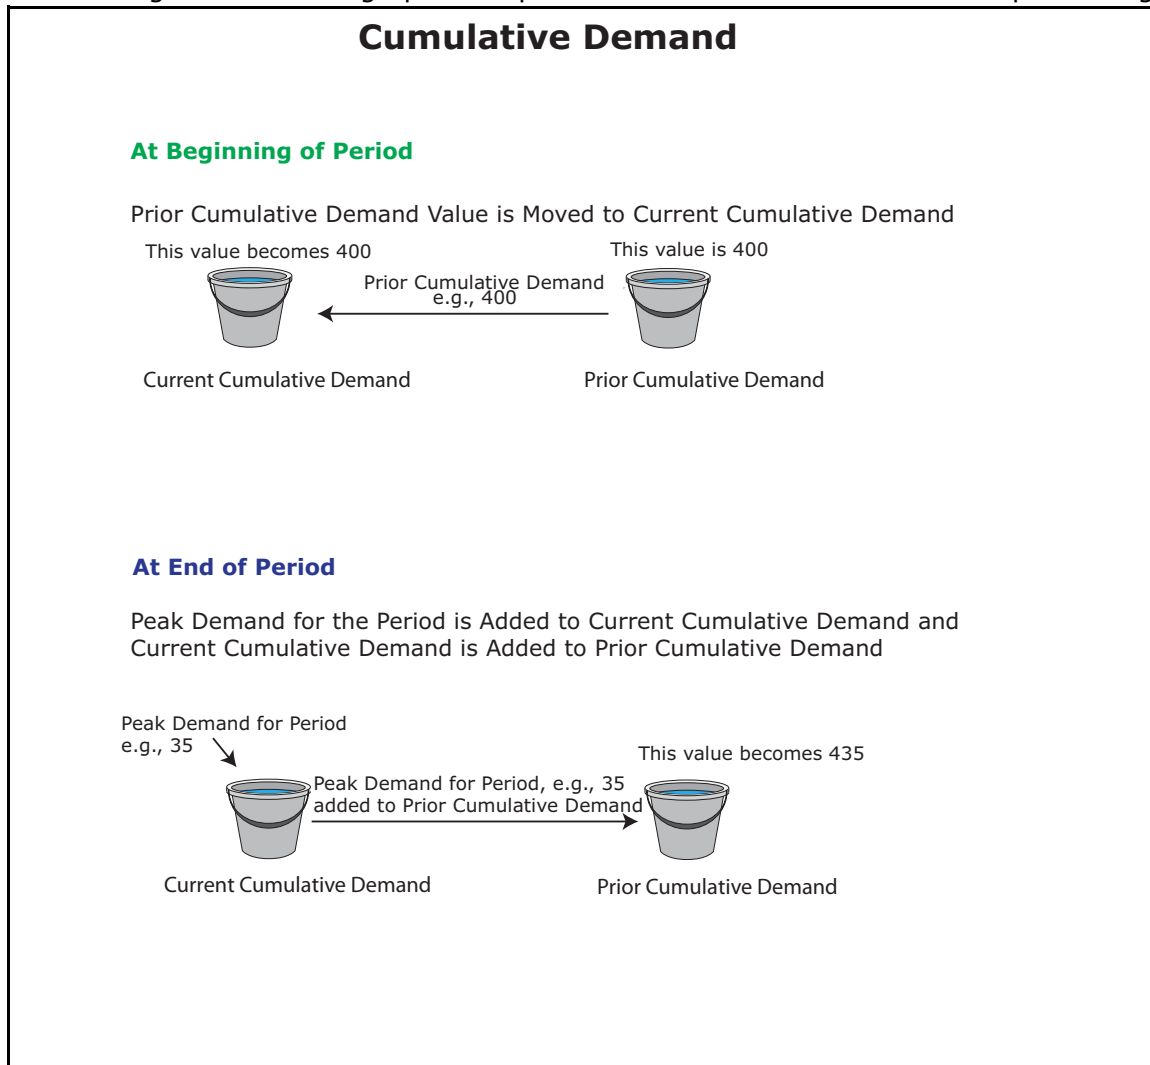 Cumulative Demand
At Beginning of Period
Prior Cumulative Demand Value is Moved to Current Cumulative Demand
This value becomes 400
This value is 400
Prior Cumulative Demand
e.g., 400
Current Cumulative Demand
Prior Cumulative Demand
At End of Period
Peak Demand for the Period is Added to Current Cumulative Demand and
Current Cumulative Demand is Added to Prior Cumulative Demand
Peak Demand for Period
e.g., 35
This value becomes 435
Peak Demand for Period, e.g., 35
added to Prior Cumulative Demand
Current Cumulative Demand
Prior Cumulative Demand